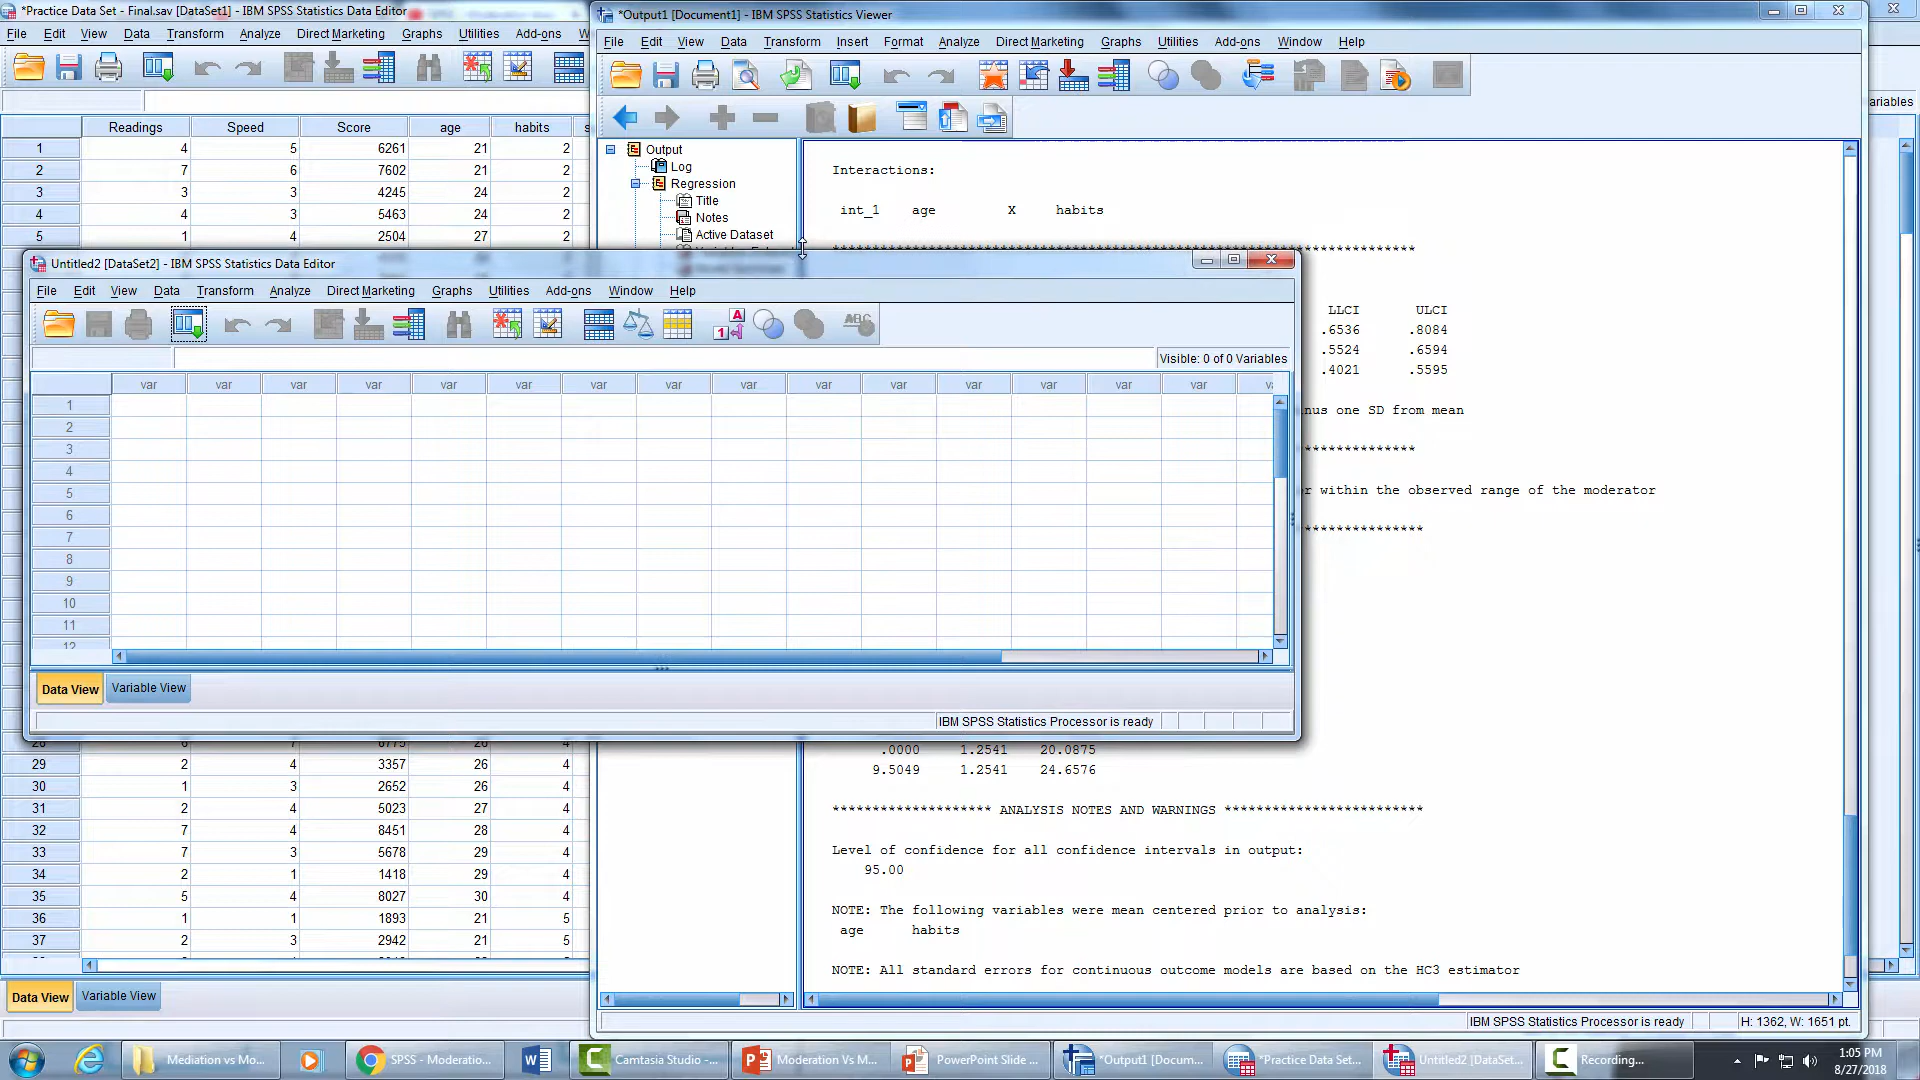 *Practice Data Set - Final.sav [DataSet1] - IBM SPSS Statistics Data Editor
File Edit View Data Transform Analyze Direct Marketing Graphs Utilities Add-ons
Readings Speed Score age habits
1 4 5 6261 21 2
2 7 6 7602 21 2
3 3 3 4245 24 2
4 4 3 5463 24 2
5 1 4 2504 27 2
*Output1 [Document1] - IBM SPSS Statistics Viewer
File Edit View Data Transform Insert Format Analyze Direct Marketing Graphs Utilities Add-ons Window Help
ariables
Output
Log
Regression
Title
Notes
Active Dataset
Interactions:
int_1 age X habits
LLCI ULCI
.6536 .8084
.5524 .6594
.4021 .5595
nus one SD from mean
r within the observed range of the moderator
Untitled2 [DataSet2] - IBM SPSS Statistics Data Editor
File Edit View Data Transform Analyze Direct Marketing Graphs Utilities Add-ons Window Help
Visible: 0 of 0 Variables
var var var var var var var var var var var var var var var
1
2
3
4
5
6
7
8
9
10
11
12
Data View Variable View
IBM SPSS Statistics Processor is ready
29 2 4 3357 26 4
30 1 3 2652 26 4
31 2 4 5023 27 4
32 7 4 8451 28 4
33 7 3 5678 29 4
34 2 1 1418 29 4
35 5 4 8027 30 4
36 1 1 1893 21 5
37 2 3 2942 21 5
Data View Variable View
.0000 1.2541 20.0875
9.5049 1.2541 24.6576
******************** ANALYSIS NOTES AND WARNINGS *************************
Level of confidence for all confidence intervals in output:
95.00
NOTE: The following variables were mean centered prior to analysis:
age habits
NOTE: All standard errors for continuous outcome models are based on the HC3 estimator
IBM SPSS Statistics Processor is ready H: 1362, W: 1651 pt.
Mediation vs Mo... SPSS - Moderatio... Camtasia Studio -... Moderation Vs M... PowerPoint Slide ... *Output1 [Docum... *Practice Data Set... Untitled2 [DataSet... Recording...
1:05 PM
8/27/2018